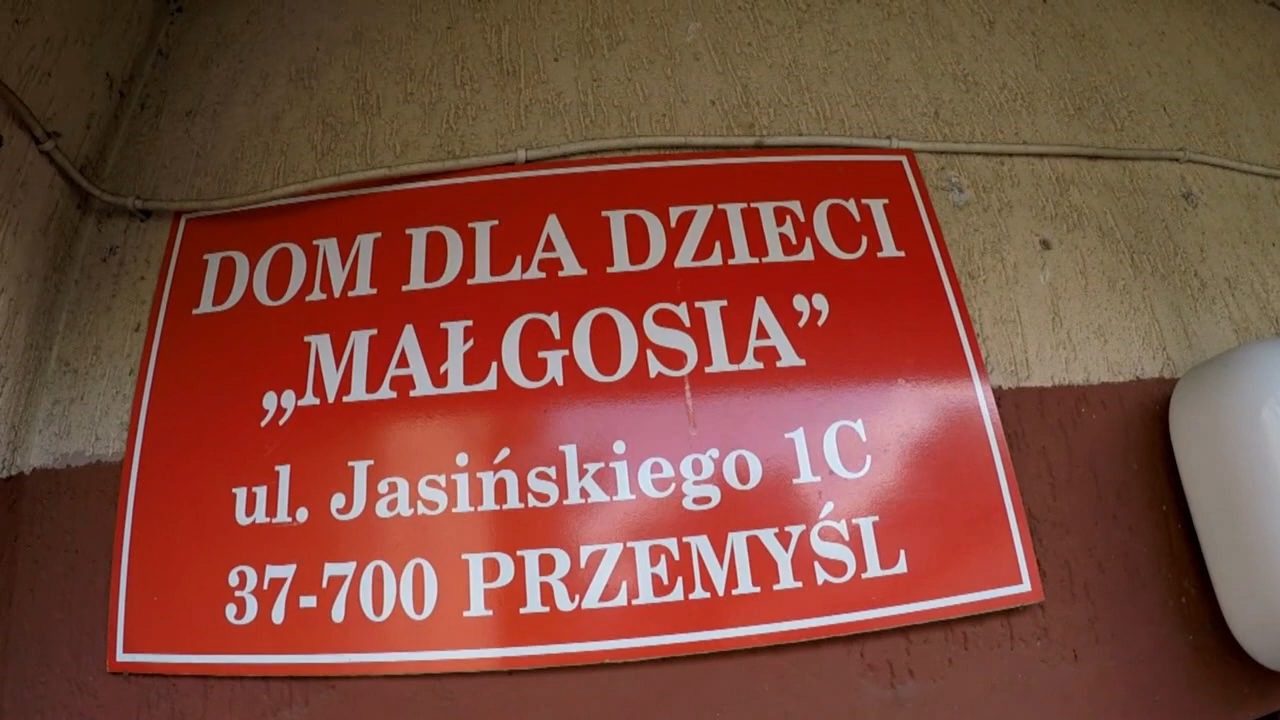 DOM DLA DZIECI
„MAŁGOSIA”
ul. Jasińskiego 1C
37-700 PRZEMYŚL